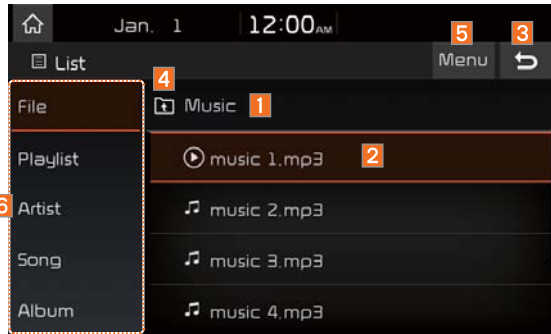 Jan. 1 12:00AM
5 3
List Menu
4
File Music 1
Playlist music 1.mp3 2
6 Artist music 2.mp3
Song music 3.mp3
Album music 4.mp3